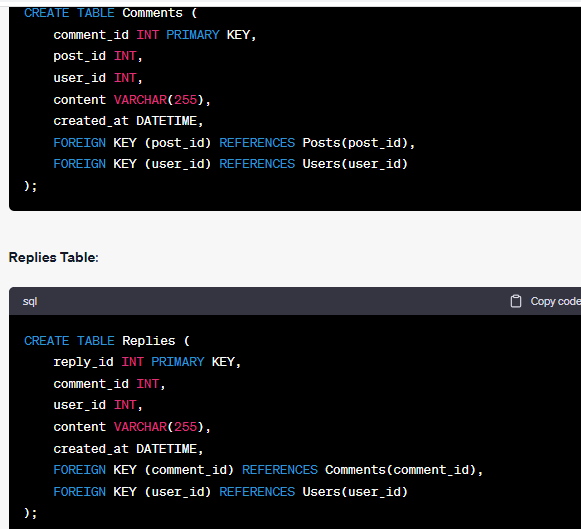 CREATE TABLE Comments (
comment_id INT PRIMARY KEY,
post_id INT,
user_id INT,
content VARCHAR(255),
created_at DATETIME,
FOREIGN KEY (post_id) REFERENCES Posts(post_id),
FOREIGN KEY (user_id) REFERENCES Users(user_id)
);
Replies Table:
sql
Copy code
CREATE TABLE Replies (
reply_id INT PRIMARY KEY,
comment_id INT,
user_id INT,
content VARCHAR(255),
created_at DATETIME,
FOREIGN KEY (comment_id) REFERENCES Comments(comment_id),
FOREIGN KEY (user_id) REFERENCES Users(user_id)
);